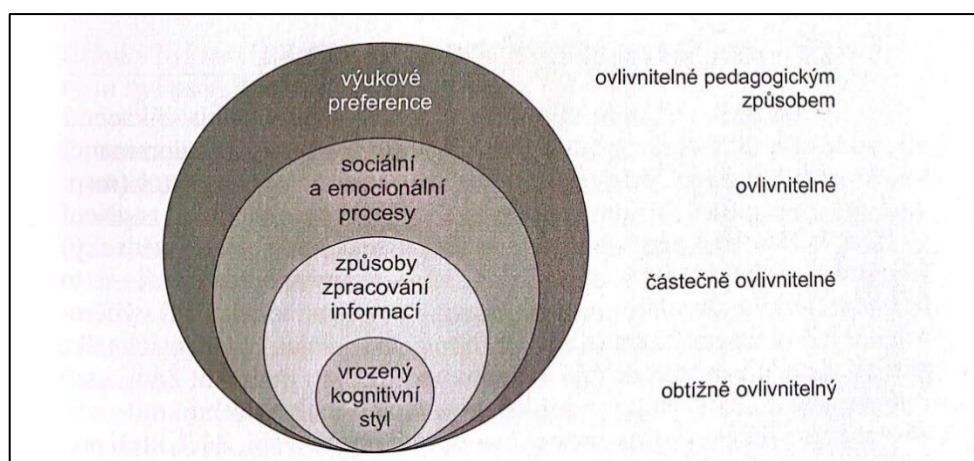 výukové
preference
ovlivnitelné pedagogickým
způsobem
sociální
a emocionální
procesy
ovlivnitelné
způsoby
zpracování
informací
částečně ovlivnitelné
vrozený
kognitivní
styl
obtížně ovlivnitelný